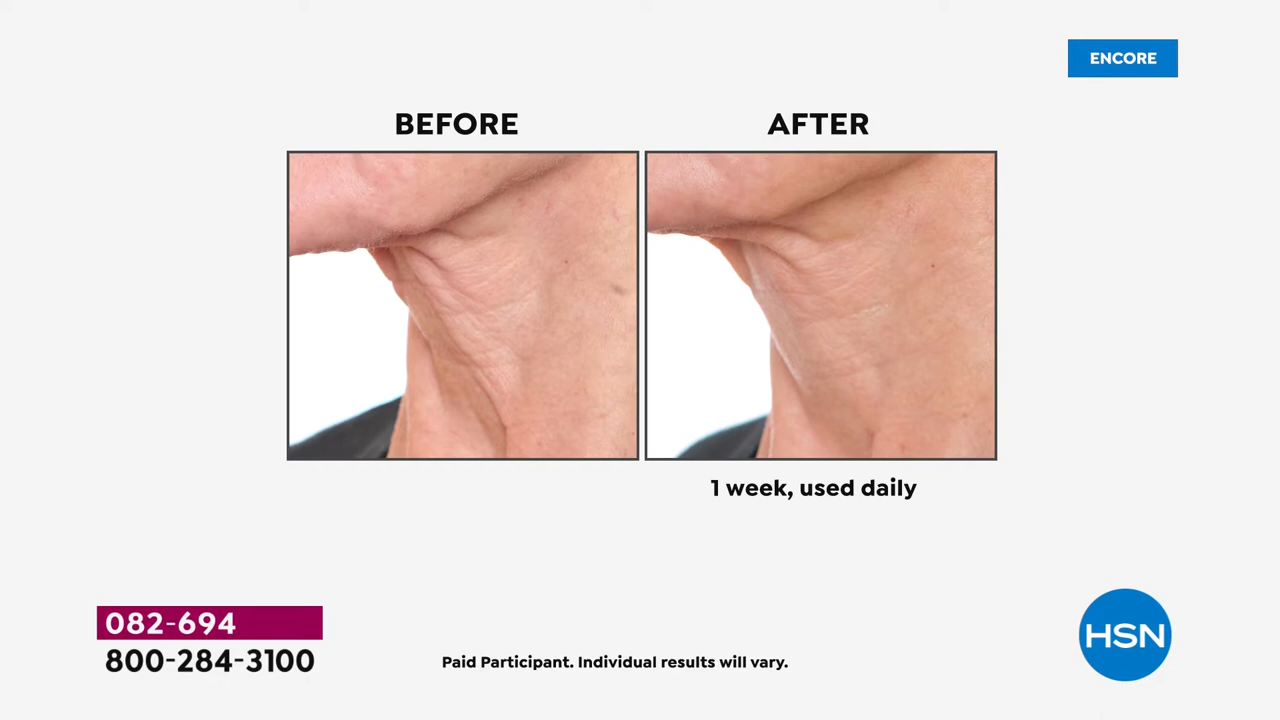 ENCORE
BEFORE
AFTER
1 week, used daily
082-694
800-284-3100
Paid Participant. Individual results will vary.
HSN